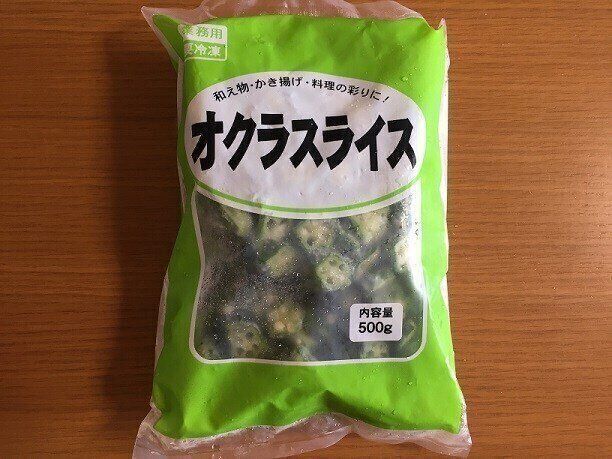 業務用
要冷凍
和え物・かき揚げ・料理の彩りに!
オクラスライス
内容量
500g